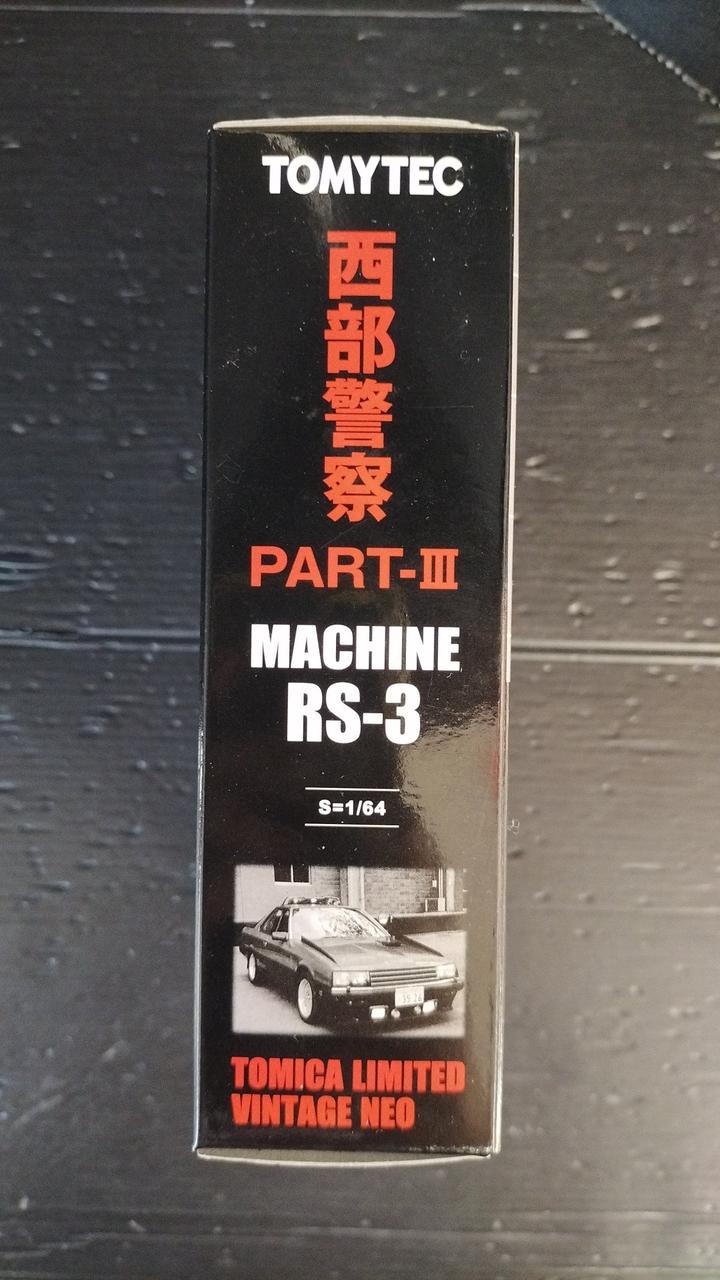 TOMYTEC
西部警察
PART-Ⅲ
MACHINE
RS-3
S=1/64
TOMICA LIMITED
VINTAGE NEO